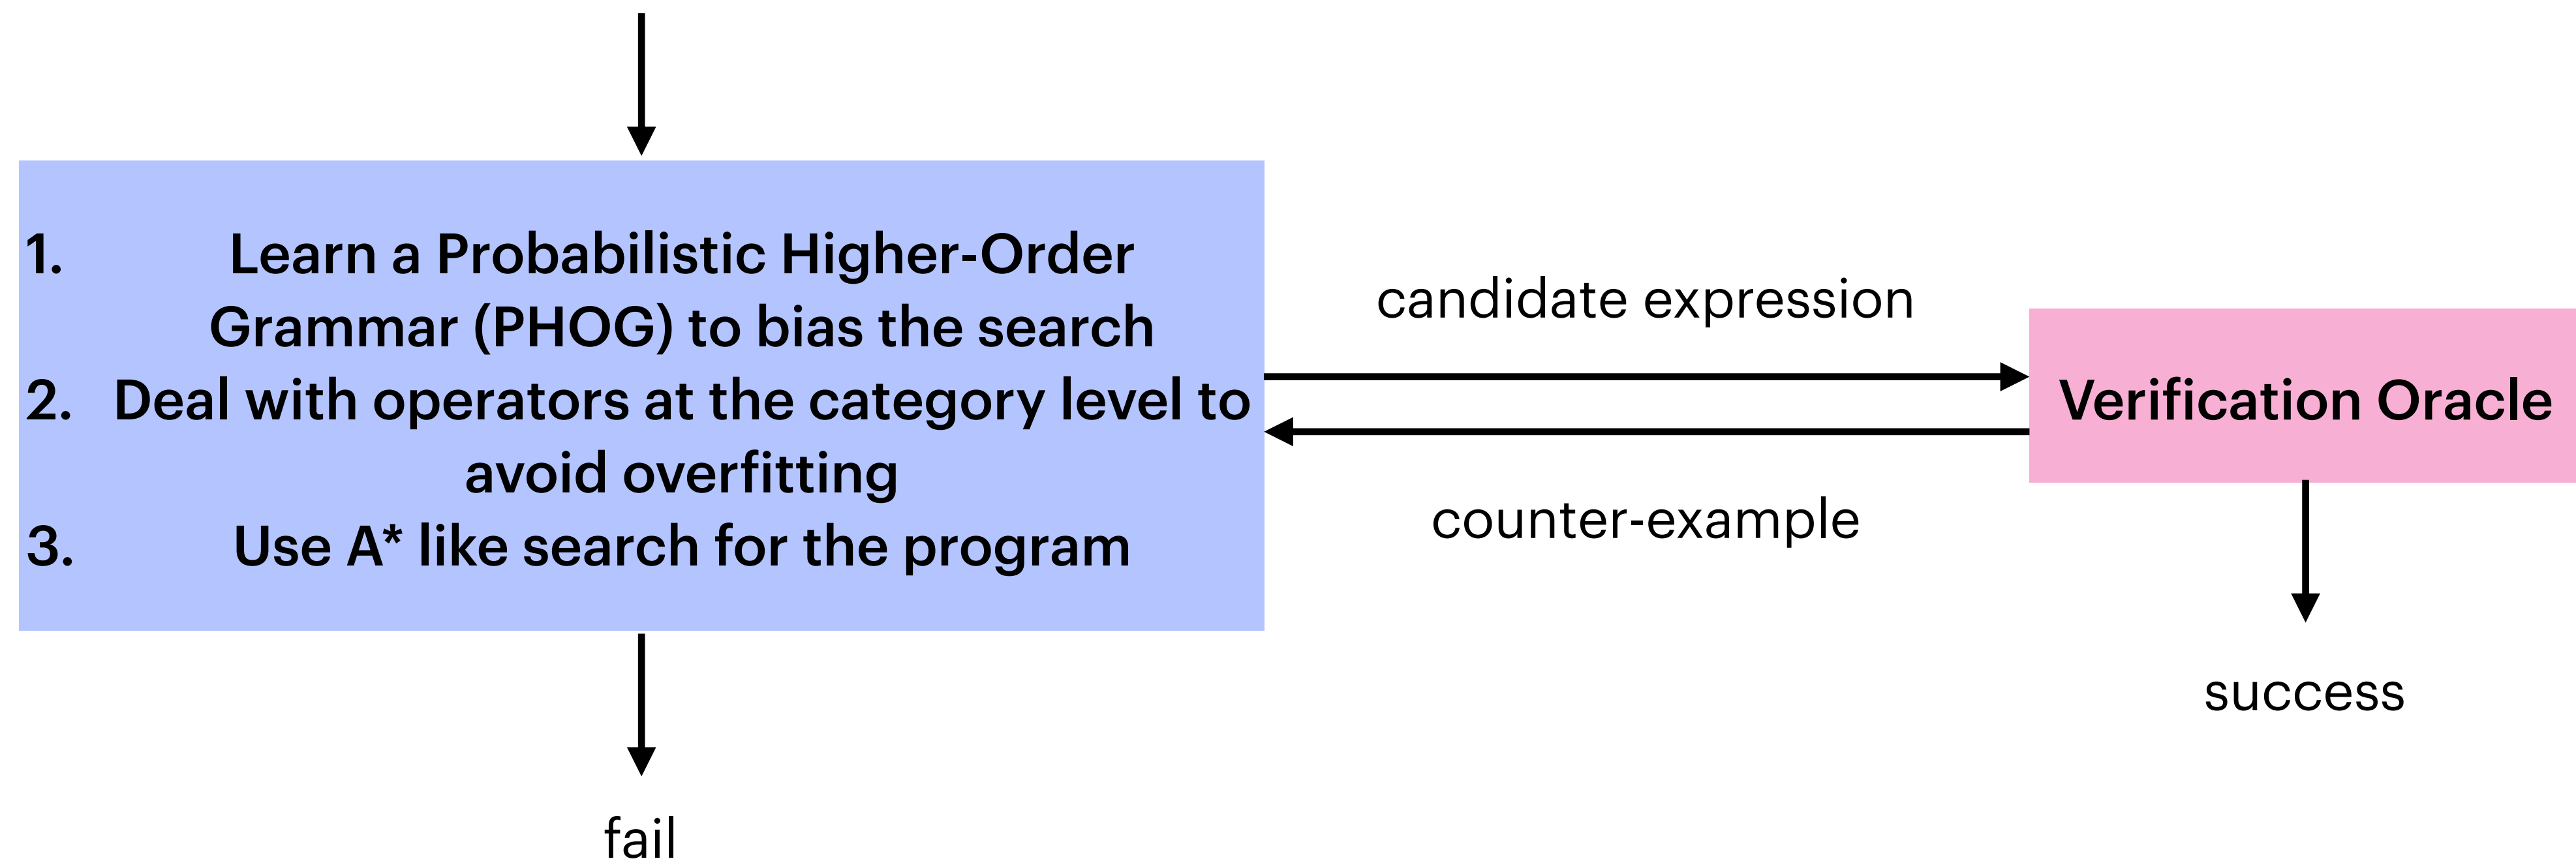 1. Learn a Probabilistic Higher-Order
Grammar (PHOG) to bias the search
2. Deal with operators at the category level to
avoid overfitting
3. Use A* like search for the program
candidate expression
counter-example
Verification Oracle
success
fail